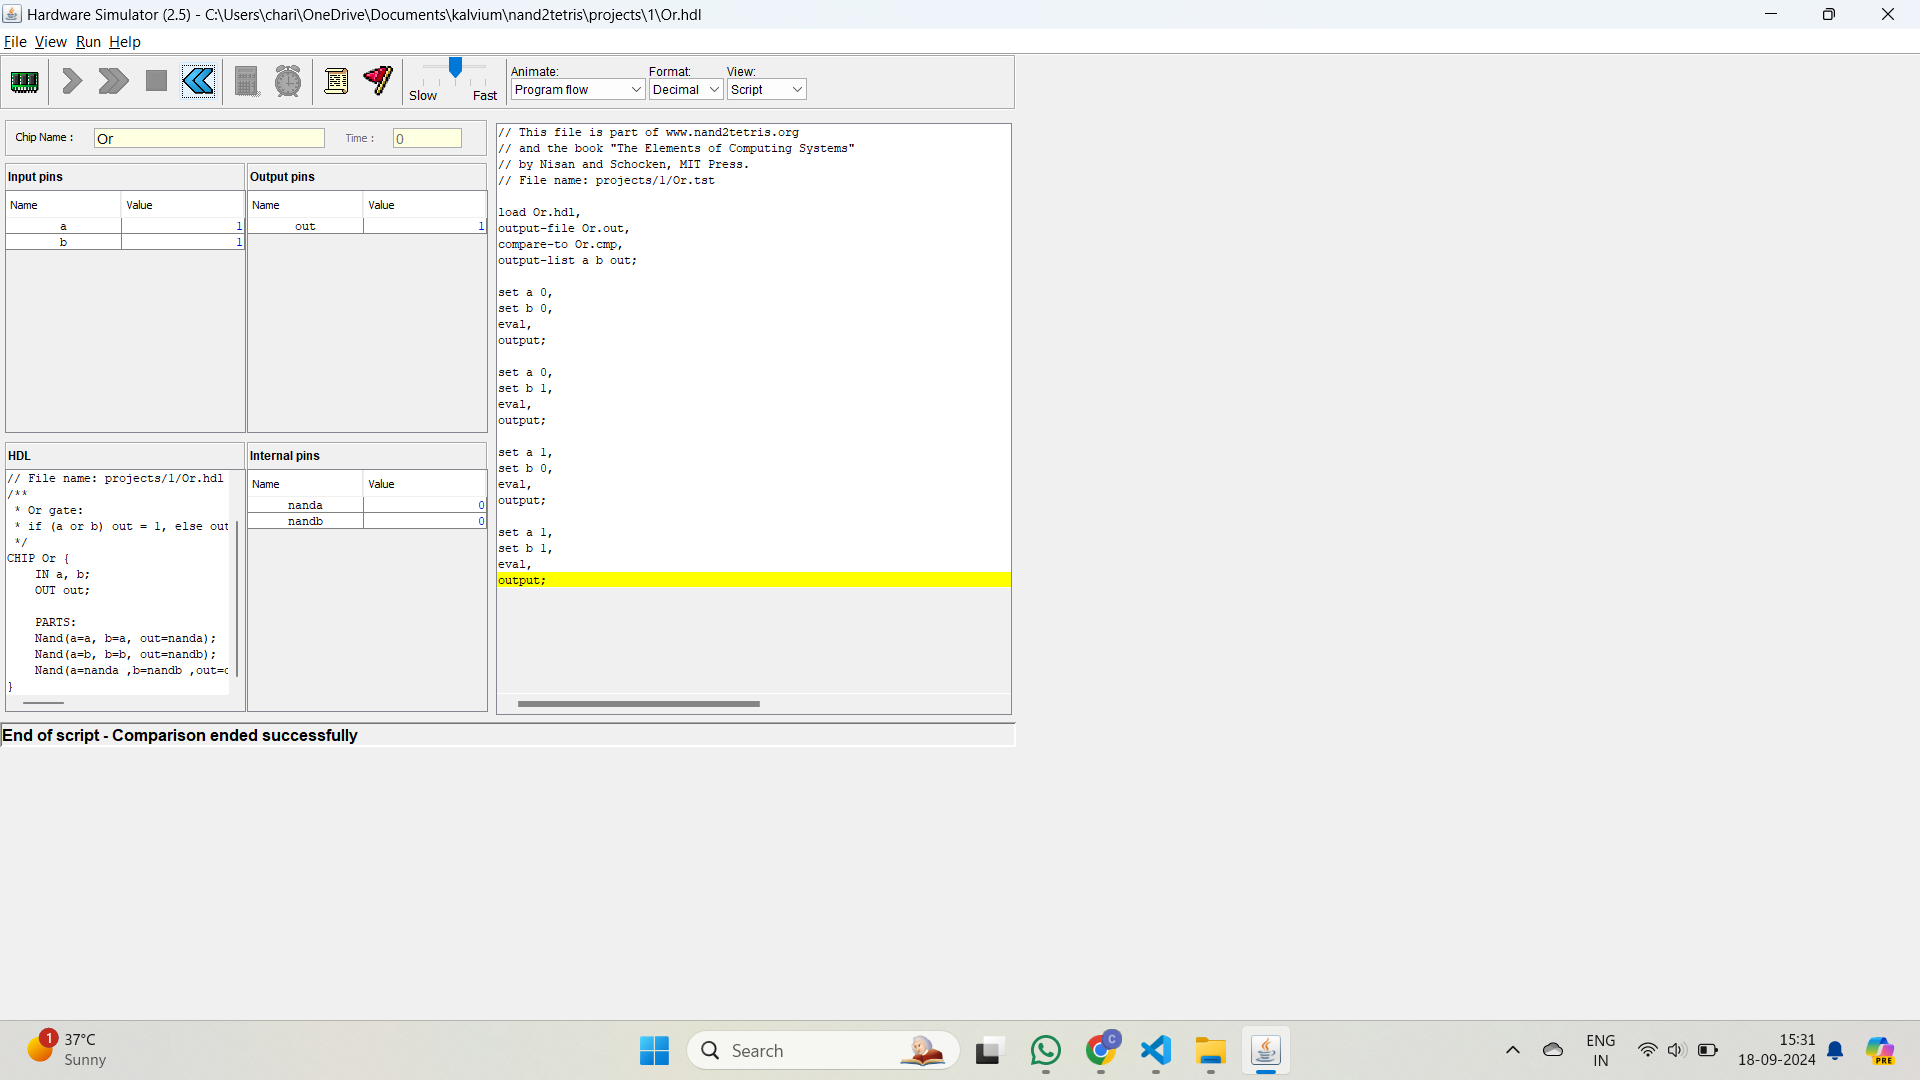 Hardware Simulator (2.5) - C:\Users\chari\OneDrive\Documents\kalvium\nand2tetris\projects\1\Or.hdl
File View Run Help
Slow Fast
Animate: Format: View:
Program flow Decimal Script
Chip Name : Or Time : 0
Input pins
Name Value
a 1
b 1
Output pins
Name Value
out 1
HDL
// File name: projects/1/Or.hdl
/**
* Or gate:
* if (a or b) out = 1, else out
*/
CHIP Or {
IN a, b;
OUT out;
PARTS:
Nand(a=a, b=a, out=nanda);
Nand(a=b, b=b, out=nandb);
Nand(a=nanda ,b=nandb ,out=
}
Internal pins
Name Value
nanda 0
nandb 0
// This file is part of www.nand2tetris.org
// and the book "The Elements of Computing Systems"
// by Nisan and Schocken, MIT Press.
// File name: projects/1/Or.tst
load Or.hdl,
output-file Or.out,
compare-to Or.cmp,
output-list a b out;
set a 0,
set b 0,
eval,
output;
set a 0,
set b 1,
eval,
output;
set a 1,
set b 0,
eval,
output;
set a 1,
set b 1,
eval,
output;
End of script - Comparison ended successfully
1
37°C
Sunny
Search
C
ENG
IN
15:31
18-09-2024
PRE